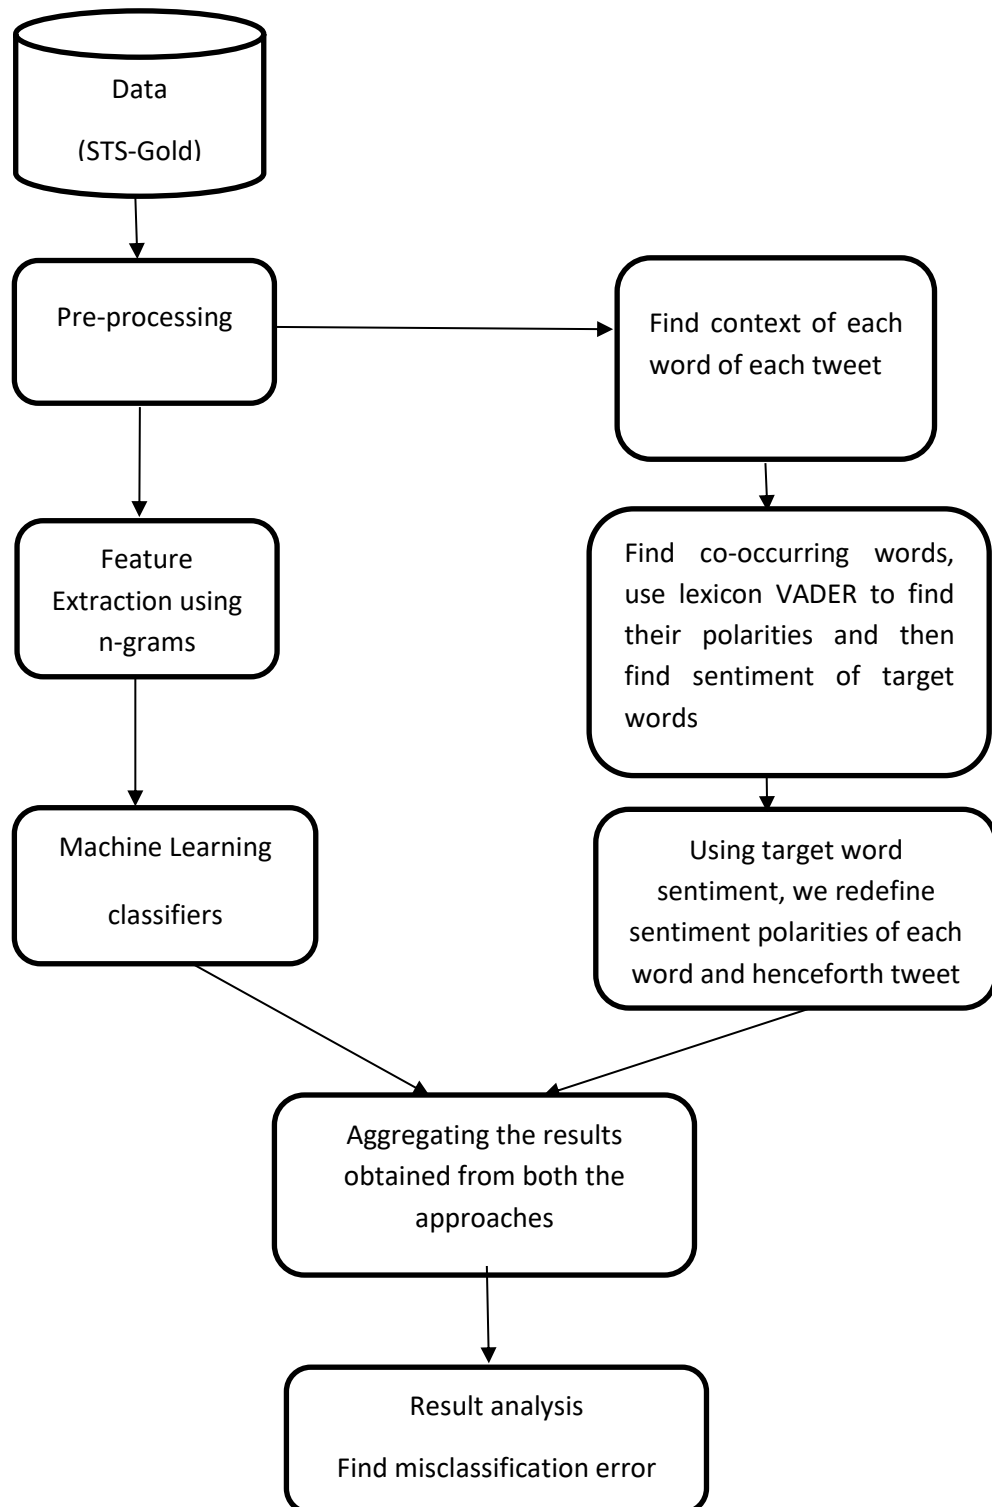 Data
(STS-Gold)
Pre-processing
Find context of each
word of each tweet
Feature
Extraction using
n-grams
Find co-occurring words,
use lexicon VADER to find
their polarities and then
find sentiment of target
words
Machine Learning
classifiers
Using target word
sentiment, we redefine
sentiment polarities of each
word and henceforth tweet
Aggregating the results
obtained from both the
approaches
Result analysis
Find misclassification error